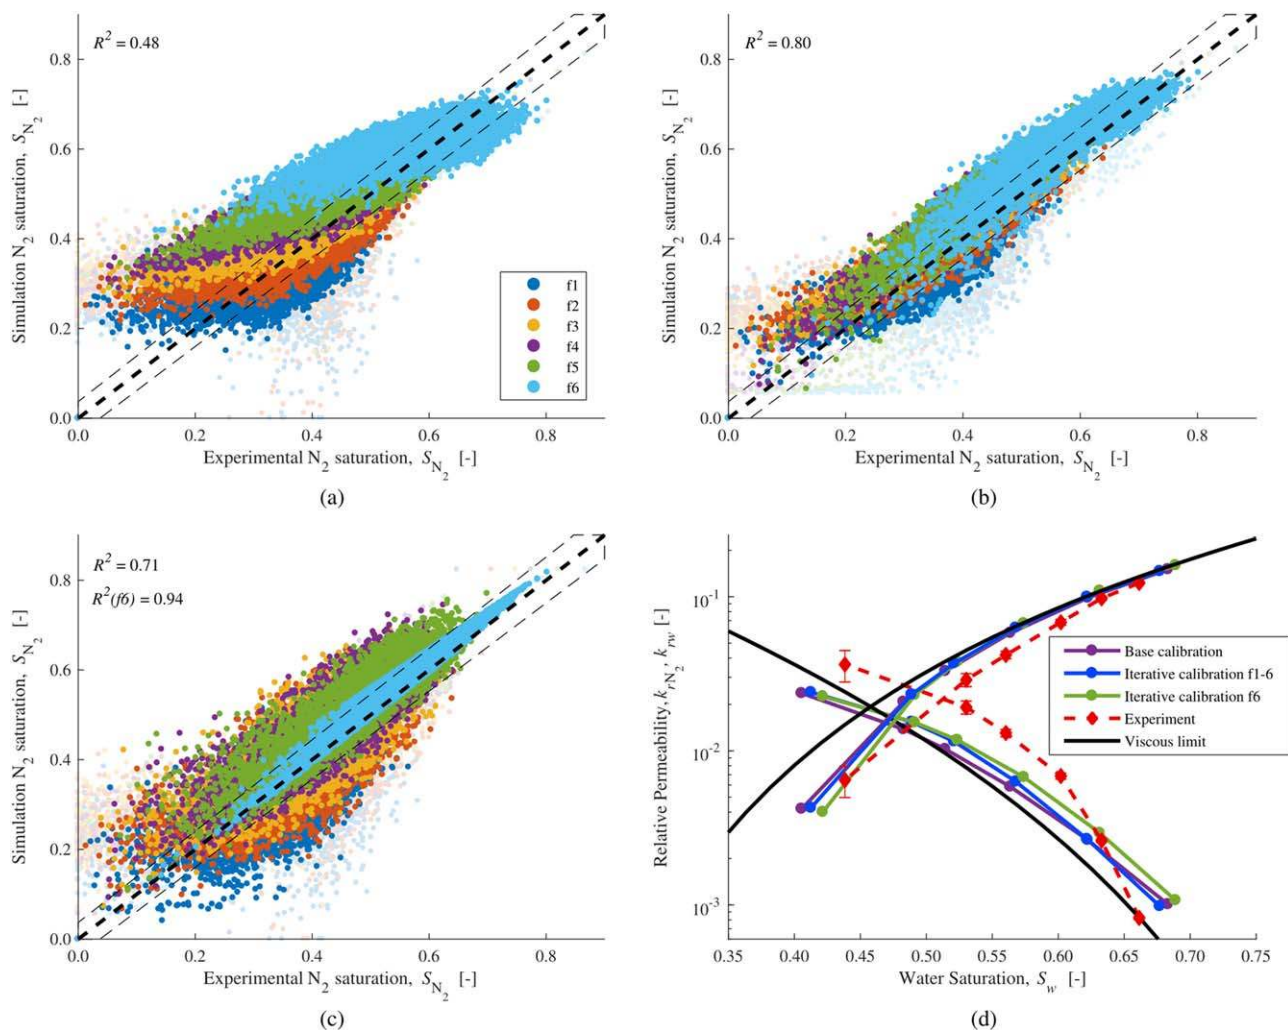 R² = 0.48
Simulation N₂ saturation, S_N₂ [-]
0.8
0.6
0.4
0.2
0.0
f1
f2
f3
f4
f5
f6
0.0 0.2 0.4 0.6 0.8
Experimental N₂ saturation, S_N₂ [-]
(a)
R² = 0.80
Simulation N₂ saturation, S_N₂ [-]
0.8
0.6
0.4
0.2
0.0
0.0 0.2 0.4 0.6 0.8
Experimental N₂ saturation, S_N₂ [-]
(b)
R² = 0.71
R²(f6) = 0.94
Simulation N₂ saturation, S_N₂ [-]
0.8
0.6
0.4
0.2
0.0
0.0 0.2 0.4 0.6 0.8
Experimental N₂ saturation, S_N₂ [-]
(c)
Relative Permeability, k_rN₂, k_rw [-]
10⁻¹
10⁻²
10⁻³
Base calibration
Iterative calibration f1-6
Iterative calibration f6
Experiment
Viscous limit
0.35 0.40 0.45 0.50 0.55 0.60 0.65 0.70 0.75
Water Saturation, S_w [-]
(d)